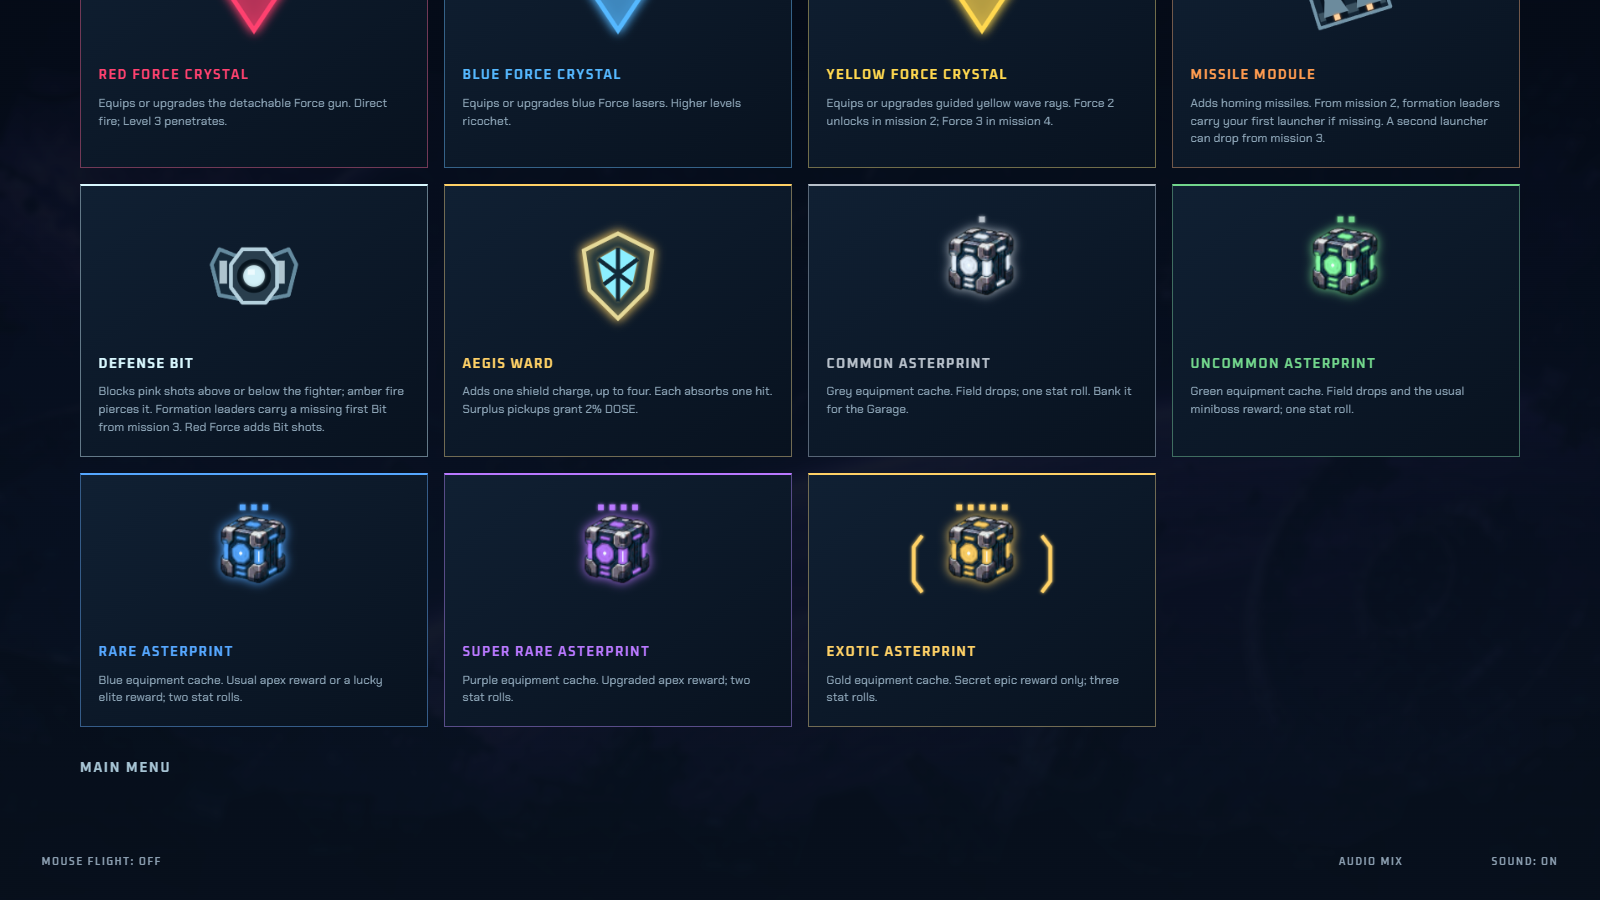 RED FORCE CRYSTAL
Equips or upgrades the detachable Force gun. Direct
fire; Level 3 penetrates.
BLUE FORCE CRYSTAL
Equips or upgrades blue Force lasers. Higher levels
ricochet.
YELLOW FORCE CRYSTAL
Equips or upgrades guided yellow wave rays. Force 2
unlocks in mission 2; Force 3 in mission 4.
MISSILE MODULE
Adds homing missiles. From mission 2, formation leaders
carry your first launcher if missing. A second launcher
can drop from mission 3.
DEFENSE BIT
Blocks pink shots above or below the fighter; amber fire
pierces it. Formation leaders carry a missing first Bit
from mission 3. Red Force adds Bit shots.
AEGIS WARD
Adds one shield charge, up to four. Each absorbs one hit.
Surplus pickups grant 2% DOSE.
COMMON ASTERPRINT
Grey equipment cache. Field drops; one stat roll. Bank it
for the Garage.
UNCOMMON ASTERPRINT
Green equipment cache. Field drops and the usual
miniboss reward; one stat roll.
RARE ASTERPRINT
Blue equipment cache. Usual apex reward or a lucky
elite reward; two stat rolls.
SUPER RARE ASTERPRINT
Purple equipment cache. Upgraded apex reward; two
stat rolls.
EXOTIC ASTERPRINT
Gold equipment cache. Secret epic reward only; three
stat rolls.
MAIN MENU
MOUSE FLIGHT: OFF
AUDIO MIX
SOUND: ON